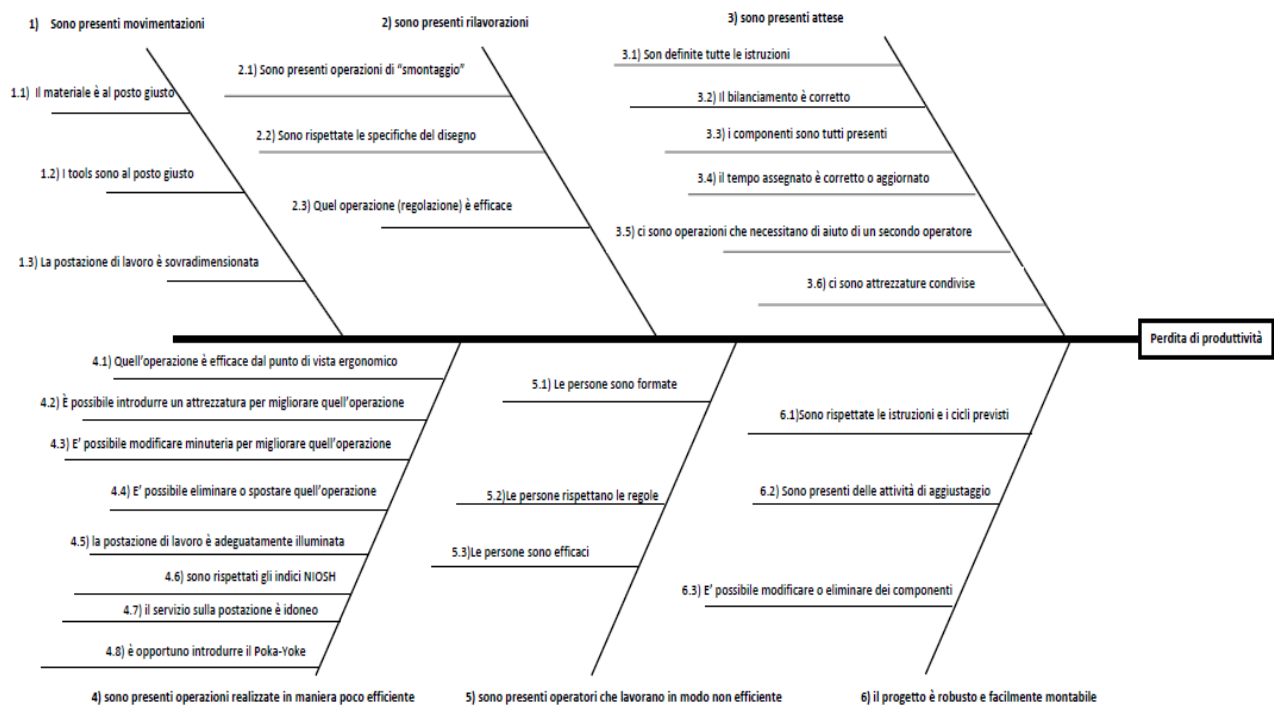 1) Sono presenti movimentazioni
1.1) Il materiale è al posto giusto
1.2) I tools sono al posto giusto
1.3) La postazione di lavoro è sovradimensionata
2) sono presenti rilavorazioni
2.1) Sono presenti operazioni di “smontaggio”
2.2) Sono rispettate le specifiche del disegno
2.3) Quel operazione (regolazione) è efficace
3) sono presenti attese
3.1) Son definite tutte le istruzioni
3.2) Il bilanciamento è corretto
3.3) i componenti sono tutti presenti
3.4) il tempo assegnato è corretto o aggiornato
3.5) ci sono operazioni che necessitano di aiuto di un secondo operatore
3.6) ci sono attrezzature condivise
Perdita di produttività
4.1) Quell’operazione è efficace dal punto di vista ergonomico
4.2) È possibile introdurre un attrezzatura per migliorare quell’operazione
4.3) E’ possibile modificare minuteria per migliorare quell’operazione
4.4) E’ possibile eliminare o spostare quell’operazione
4.5) la postazione di lavoro è adeguatamente illuminata
4.6) sono rispettati gli indici NIOSH
4.7) il servizio sulla postazione è idoneo
4.8) è opportuno introdurre il Poka-Yoke
4) sono presenti operazioni realizzate in maniera poco efficiente
5.1) Le persone sono formate
5.2)Le persone rispettano le regole
5.3)Le persone sono efficaci
5) sono presenti operatori che lavorano in modo non efficiente
6.1)Sono rispettate le istruzioni e i cicli previsti
6.2) Sono presenti delle attività di aggiustaggio
6.3) E’ possibile modificare o eliminare dei componenti
6) il progetto è robusto e facilmente montabile